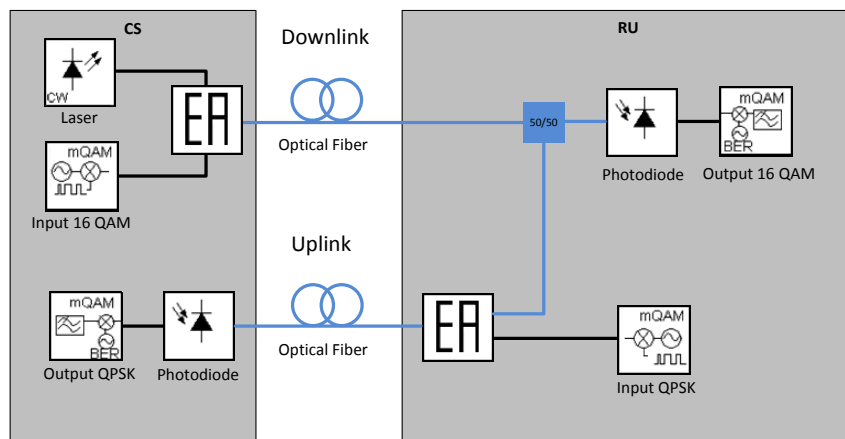 CS
Downlink
RU
CW
Laser
EA
Optical Fiber
50/50
Photodiode
mQAM
BER
Output 16 QAM
mQAM
Input 16 QAM
Uplink
mQAM
BER
Output QPSK
Photodiode
Optical Fiber
EA
mQAM
Input QPSK